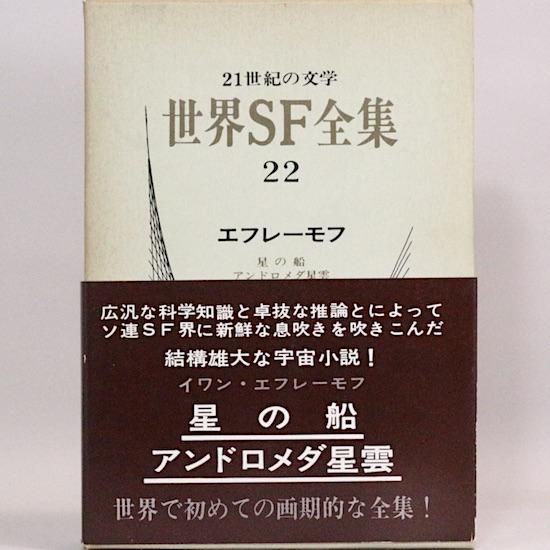 21世紀の文学
世界SF全集
22
エフレーモフ
星の船
アンドロメダ星雲
広汎な科学知識と卓抜な推論とによって
ソ連SF界に新鮮な息吹きを吹きこんだ
結構雄大な宇宙小説!
イワン・エフレーモフ
星の船
アンドロメダ星雲
世界で初めての画期的な全集!